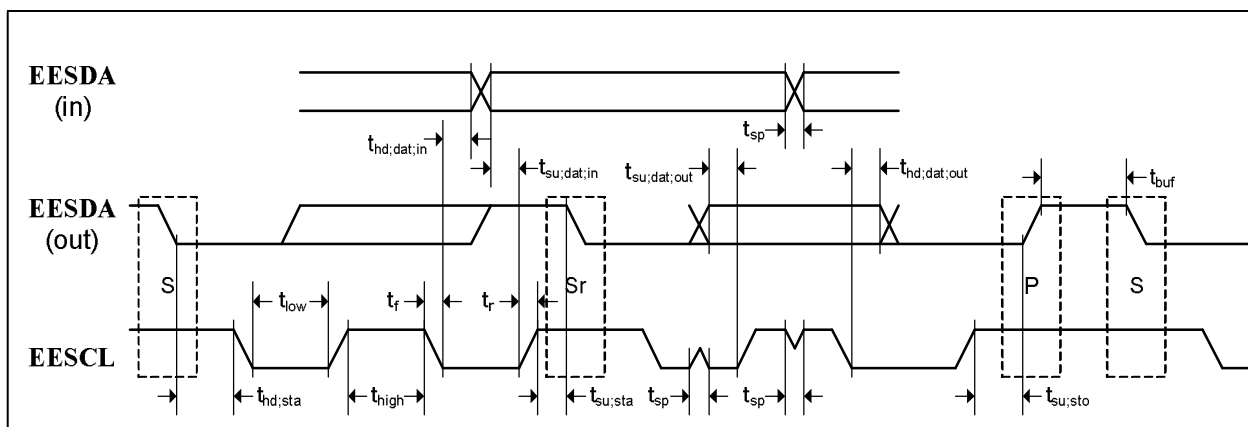 EESDA
(in)
t_hd;dat;in
t_sp
t_su;dat;in
t_su;dat;out
t_hd;dat;out
EESDA
(out)
t_buf
S
t_low
t_f
t_r
Sr
P
S
EESCL
t_hd;sta
t_high
t_su;sta
t_sp
t_sp
t_su;sto